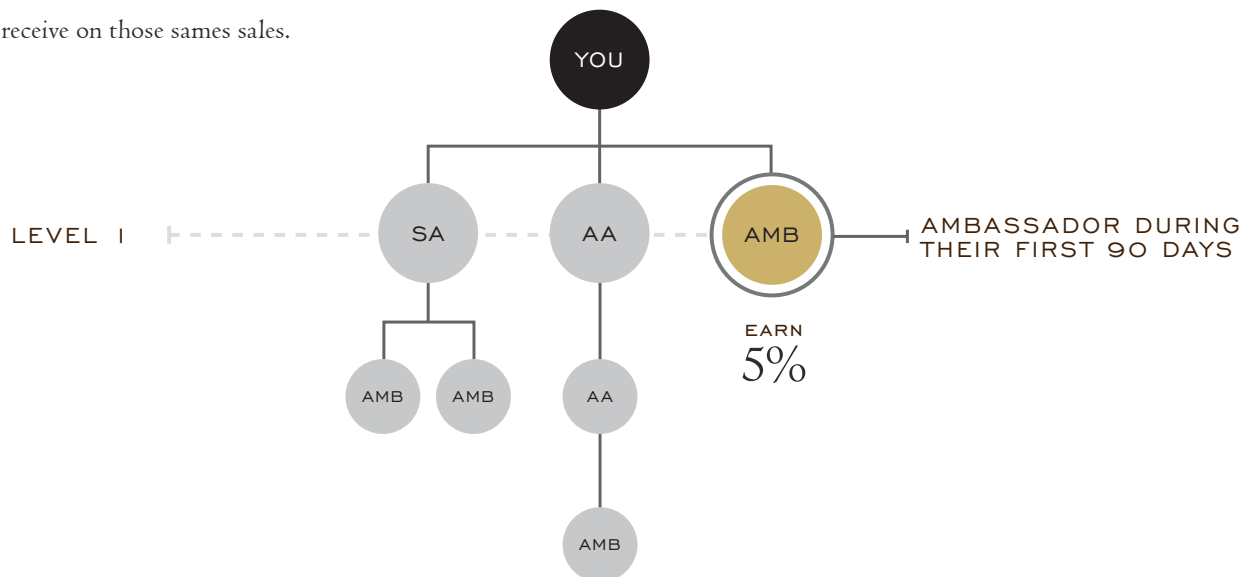 receive on those sames sales.
YOU
LEVEL 1
SA
AA
AMB
AMBASSADOR DURING
THEIR FIRST 90 DAYS
EARN
5%
AMB
AMB
AA
AMB